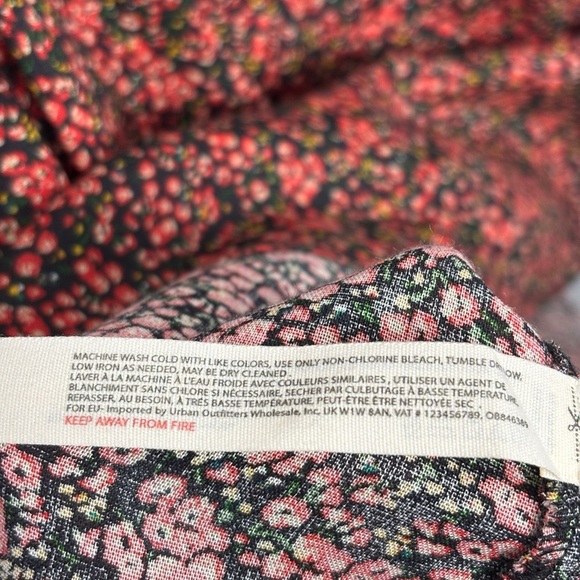 MACHINE WASH COLD WITH LIKE COLORS, USE ONLY NON-CHLORINE BLEACH, TUMBLE DRY LOW,
LOW IRON AS NEEDED, MAY BE DRY CLEANED -
LAVER À LA MACHINE À L'EAU FROIDE AVEC COULEURS SIMILAIRES, UTILISER UN AGENT DE
BLANCHIMENT SANS CHLORE SI NÉCESSAIRE, SECHER PAR CULBUTAGE À BASSE TEMPÉRATURE,
REPASSER, AU BESOIN, À TRÉS BASSE TEMPÉRATURE. PEUT-ÊTRE ÊTRE NETTOYÉE SEC,
FOR EU- Imported by Urban Outfitters Wholesale, Inc, UK W1W 8AN, VAT # 123456789,
KEEP AWAY FROM FIRE